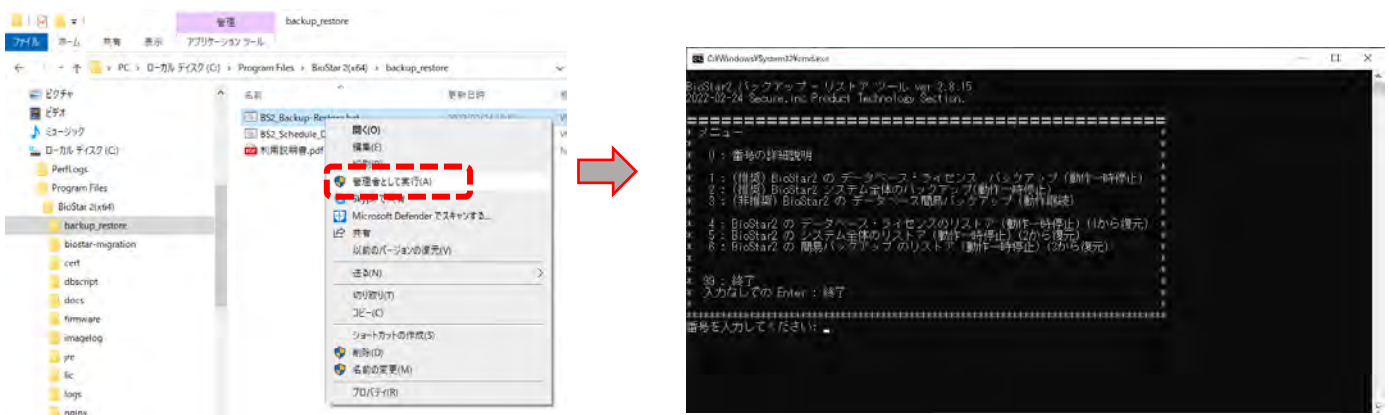 管理
backup_restore
ファイル ホーム 共有 表示 アプリケーション ツール
PC › ローカル ディスク (C:) › Program Files › BioStar 2(x64) › backup_restore
名前
更新日時
ピクチャ
ビデオ
ミュージック
ローカル ディスク (C:)
PerfLogs
Program Files
BioStar 2(x64)
backup_restore
biostar-migration
cert
dbscript
docs
firmware
imagelog
jre
lic
logs
nginx
BS2_Backup-Restore.bat
BS2_Schedule_
利用説明書.pdf
開く(O)
編集(E)
管理者として実行(A)
Skype で共有
Microsoft Defender でスキャンする...
共有
以前のバージョンの復元(V)
送る(N)
切り取り(T)
コピー(C)
ショートカットの作成(S)
削除(D)
名前の変更(M)
プロパティ(R)
C:¥Windows¥System32¥cmd.exe
BioStar2 バックアップ - リストア ツール ver 2.8.15
2022-02-24 Secure,inc Product Technology Section.
* メニュー
* 0 : 番号の詳細説明
* 1 : (推奨) BioStar2 の データベース・ライセンス バックアップ (動作一時停止)
* 2 : (推奨) BioStar2 システム全体のバックアップ(動作一時停止)
* 3 : (非推奨) BioStar2 の データベース簡易バックアップ (動作継続)
* 4 : BioStar2 の データベース・ライセンスのリストア (動作一時停止) (1から復元)
* 5 : BioStar2 の システム全体のリストア (動作一時停止) (2から復元)
* 6 : BioStar2 の 簡易バックアップ のリストア (動作一時停止) (3から復元)
* 99 : 終了
* 入力なしでの Enter : 終了
番号を入力してください: